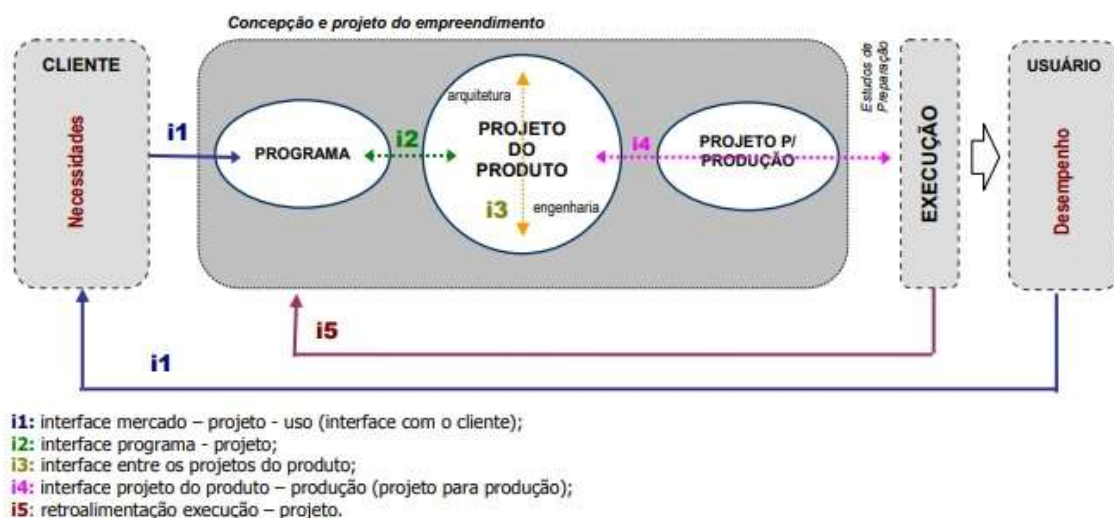 Concepção e projeto do empreendimento
CLIENTE
Necessidades
i1
PROGRAMA
i2
arquitetura
PROJETO
DO
PRODUTO
i3
engenharia
i4
PROJETO P/
PRODUÇÃO
Estudos de
Preparação
EXECUÇÃO
USUÁRIO
Desempenho
i5
i1
i1: interface mercado – projeto - uso (interface com o cliente);
i2: interface programa - projeto;
i3: interface entre os projetos do produto;
i4: interface projeto do produto – produção (projeto para produção);
i5: retroalimentação execução – projeto.